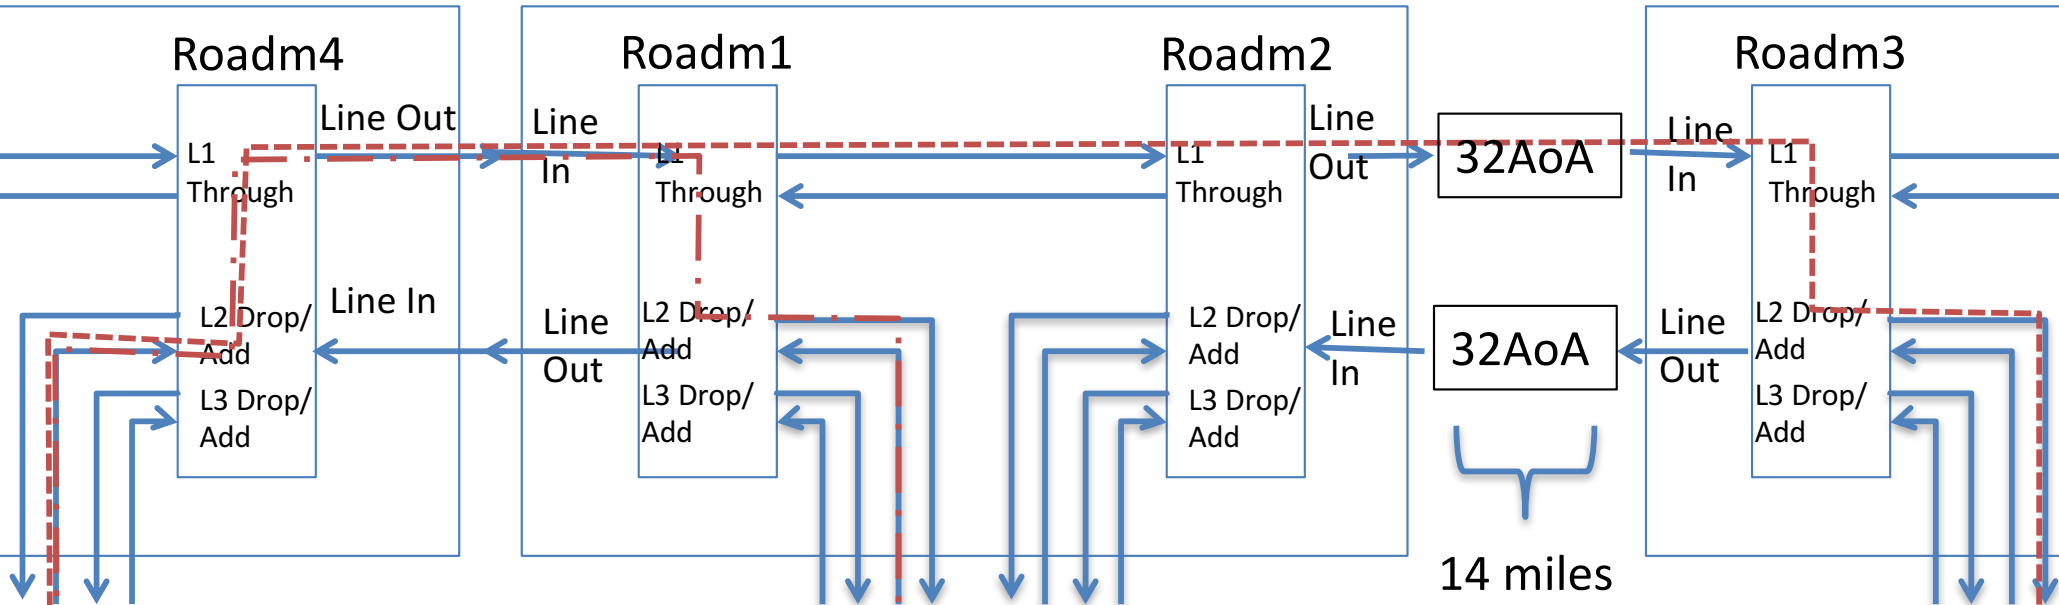 Roadm4
Roadm1
Roadm2
Roadm3
Line Out
Line
In
Line
Out
Line
In
L1
Through
L1
Through
L1
Through
L1
Through
32AoA
L2 Drop/
Add
L3 Drop/
Add
Line In
Line
Out
L2 Drop/
Add
L3 Drop/
Add
L2 Drop/
Add
L3 Drop/
Add
Line
In
32AoA
Line
Out
L2 Drop/
Add
L3 Drop/
Add
14 miles